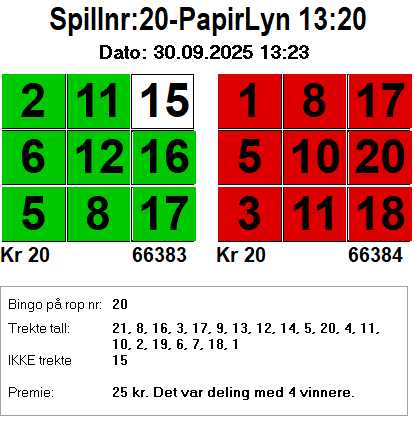 Spillnr:20-PapirLyn 13:20
Dato: 30.09.2025 13:23
2 11 15 1 8 17
6 12 16 5 10 20
5 8 17 3 11 18
Kr 20 66383 Kr 20 66384
Bingo på rop nr: 20
Trekte tall: 21, 8, 16, 3, 17, 9, 13, 12, 14, 5, 20, 4, 11,
10, 2, 19, 6, 7, 18, 1
IKKE trekte 15
Premie: 25 kr. Det var deling med 4 vinnere.